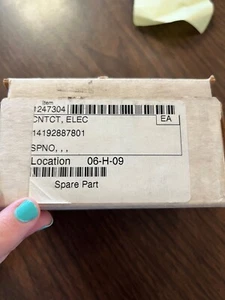 Item
1247304
CNTCT, ELEC EA
14192887801
SPNO, , ,
Location 06-H-09
Spare Part